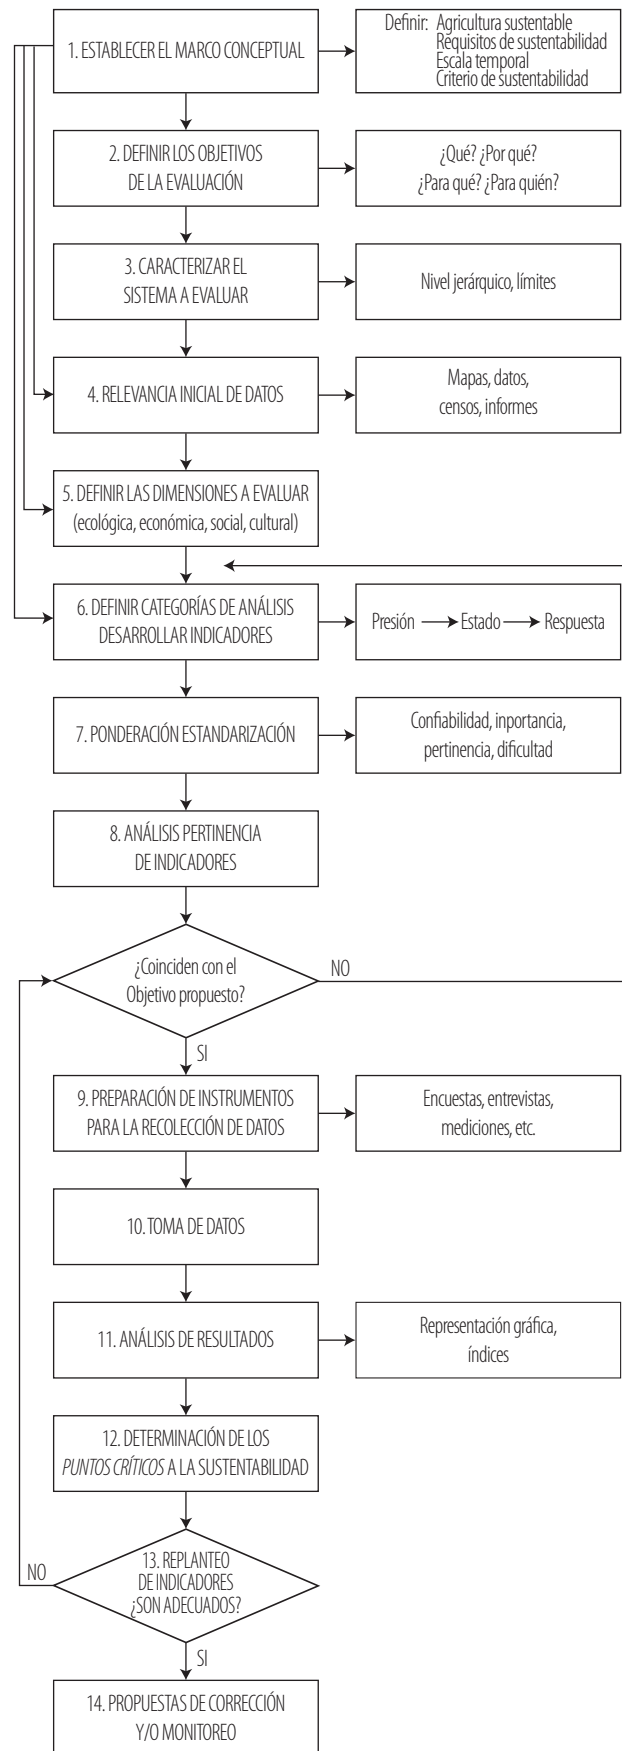 1. ESTABLECER EL MARCO CONCEPTUAL
Definir: Agricultura sustentable
Requisitos de sustentabilidad
Escala temporal
Criterio de sustentabilidad
2. DEFINIR LOS OBJETIVOS
DE LA EVALUACIÓN
¿Qué? ¿Por qué?
¿Para qué? ¿Para quién?
3. CARACTERIZAR EL
SISTEMA A EVALUAR
Nivel jerárquico, límites
4. RELEVANCIA INICIAL DE DATOS
Mapas, datos,
censos, informes
5. DEFINIR LAS DIMENSIONES A EVALUAR
(ecológica, económica, social, cultural)
6. DEFINIR CATEGORÍAS DE ANÁLISIS
DESARROLLAR INDICADORES
Presión Estado Respuesta
7. PONDERACIÓN ESTANDARIZACIÓN
Confiabilidad, inportancia,
pertinencia, dificultad
8. ANÁLISIS PERTINENCIA
DE INDICADORES
¿Coinciden con el
Objetivo propuesto?
NO
SI
9. PREPARACIÓN DE INSTRUMENTOS
PARA LA RECOLECCIÓN DE DATOS
Encuestas, entrevistas,
mediciones, etc.
10. TOMA DE DATOS
11. ANÁLISIS DE RESULTADOS
Representación gráfica,
índices
12. DETERMINACIÓN DE LOS
PUNTOS CRÍTICOS A LA SUSTENTABILIDAD
13. REPLANTEO
DE INDICADORES
¿SON ADECUADOS?
NO
SI
14. PROPUESTAS DE CORRECCIÓN
Y/O MONITOREO